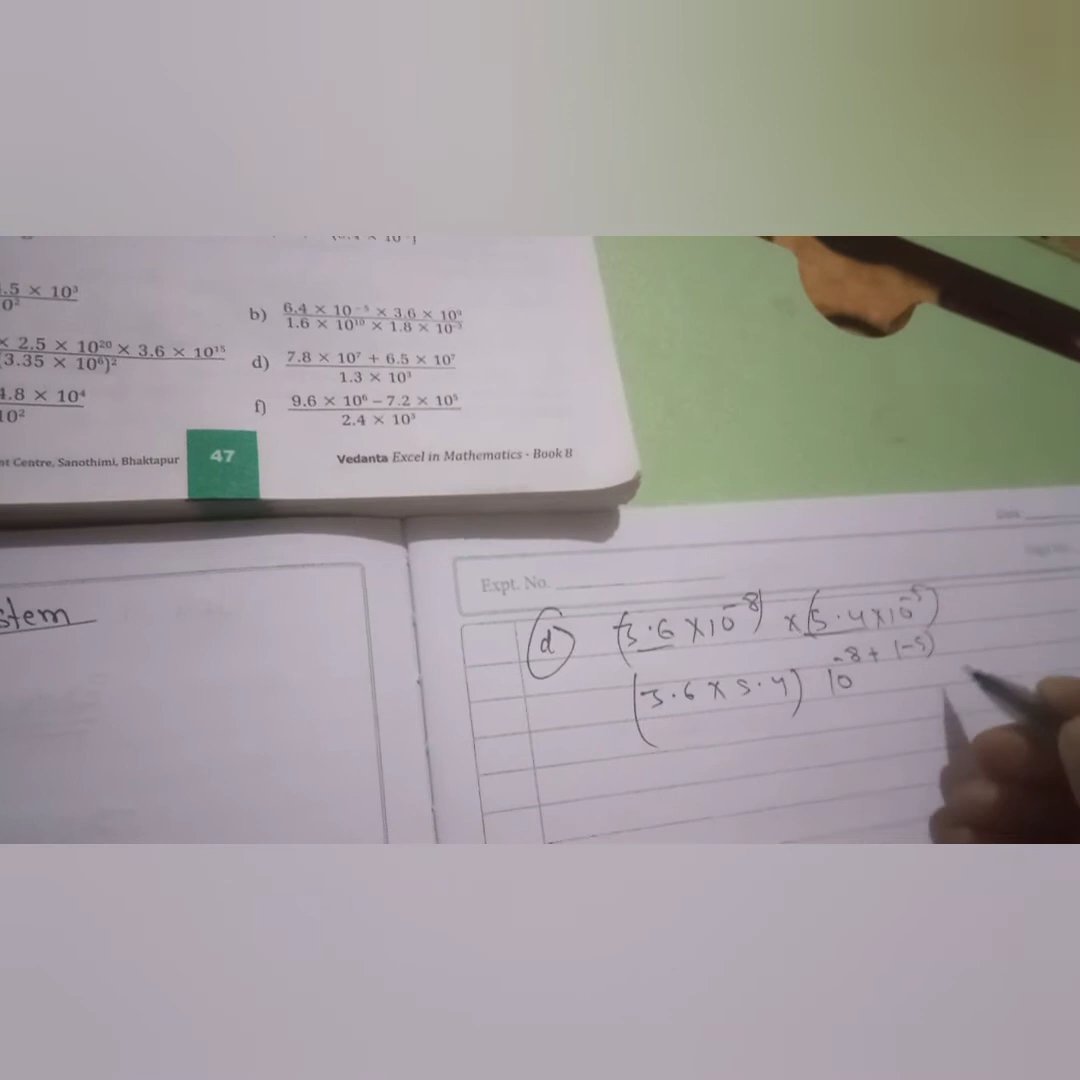 .5 × 10³
0²
b) 6.4 × 10⁻⁵ × 3.6 × 10⁹
1.6 × 10¹⁰ × 1.8 × 10⁻³
× 2.5 × 10²⁰ × 3.6 × 10¹⁵
(3.35 × 10⁶)²
d) 7.8 × 10⁷ + 6.5 × 10⁷
1.3 × 10³
4.8 × 10⁴
10²
f) 9.6 × 10⁶ – 7.2 × 10⁵
2.4 × 10³
nt Centre, Sanothimi, Bhaktapur
47
Vedanta Excel in Mathematics - Book 8
stem
Expt. No.
d (3.6 × 10⁻⁸) × (5.4 × 10⁻⁵)
(3.6 × 5.4) 10⁻⁸ ⁺ ⁽⁻⁵⁾